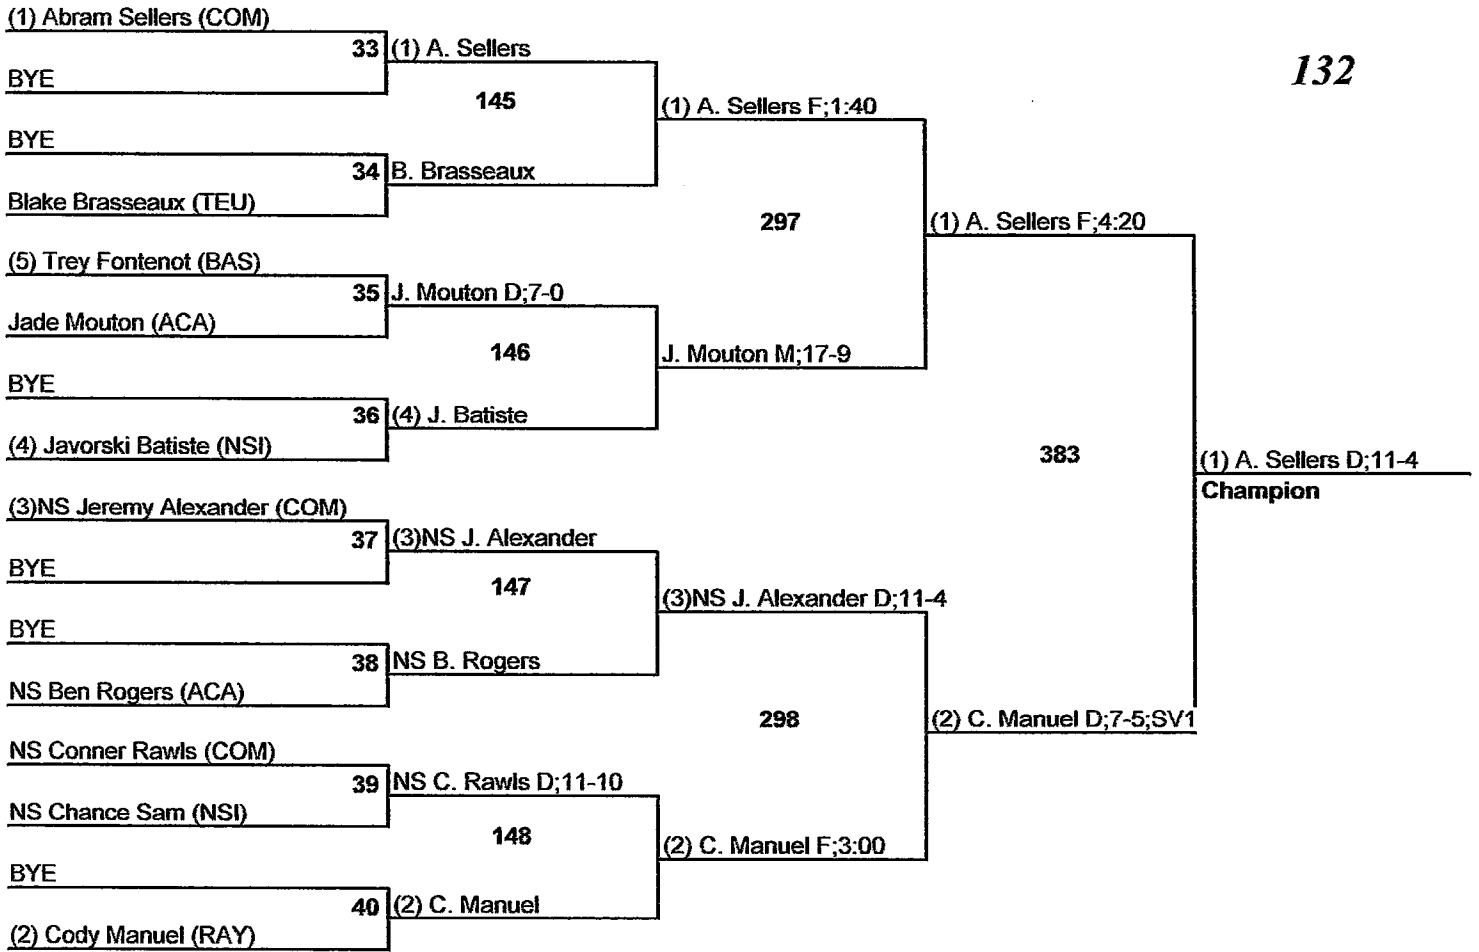 (1) Abram Sellers (COM)
33 (1) A. Sellers
132
BYE
145
(1) A. Sellers F;1:40
BYE
34 B. Brasseaux
Blake Brasseaux (TEU)
297
(1) A. Sellers F;4:20
(5) Trey Fontenot (BAS)
35 J. Mouton D;7-0
Jade Mouton (ACA)
146
J. Mouton M;17-9
BYE
36 (4) J. Batiste
(4) Javorski Batiste (NSI)
383
(1) A. Sellers D;11-4
Champion
(3)NS Jeremy Alexander (COM)
37 (3)NS J. Alexander
BYE
147
(3)NS J. Alexander D;11-4
BYE
38 NS B. Rogers
NS Ben Rogers (ACA)
298
(2) C. Manuel D;7-5;SV1
NS Conner Rawls (COM)
39 NS C. Rawls D;11-10
NS Chance Sam (NSI)
148
(2) C. Manuel F;3:00
BYE
40 (2) C. Manuel
(2) Cody Manuel (RAY)